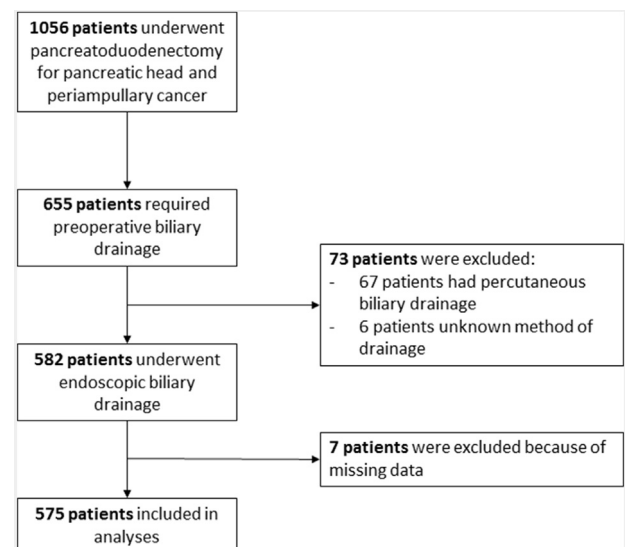 1056 patients underwent
pancreatoduodenectomy
for pancreatic head and
periampullary cancer
655 patients required
preoperative biliary
drainage
73 patients were excluded:
- 67 patients had percutaneous
biliary drainage
- 6 patients unknown method of
drainage
582 patients underwent
endoscopic biliary
drainage
7 patients were excluded because of
missing data
575 patients included in
analyses